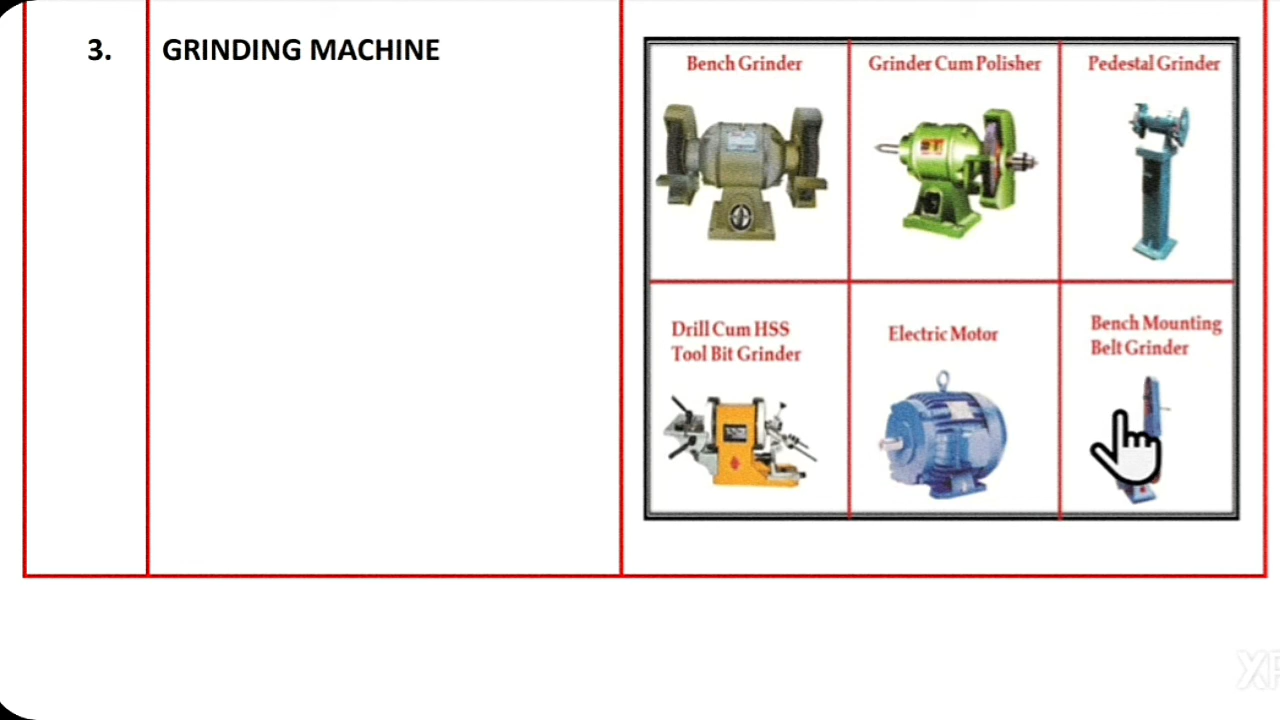 3. GRINDING MACHINE
Bench Grinder
Grinder Cum Polisher
Pedestal Grinder
Drill Cum HSS
Tool Bit Grinder
Electric Motor
Bench Mounting
Belt Grinder